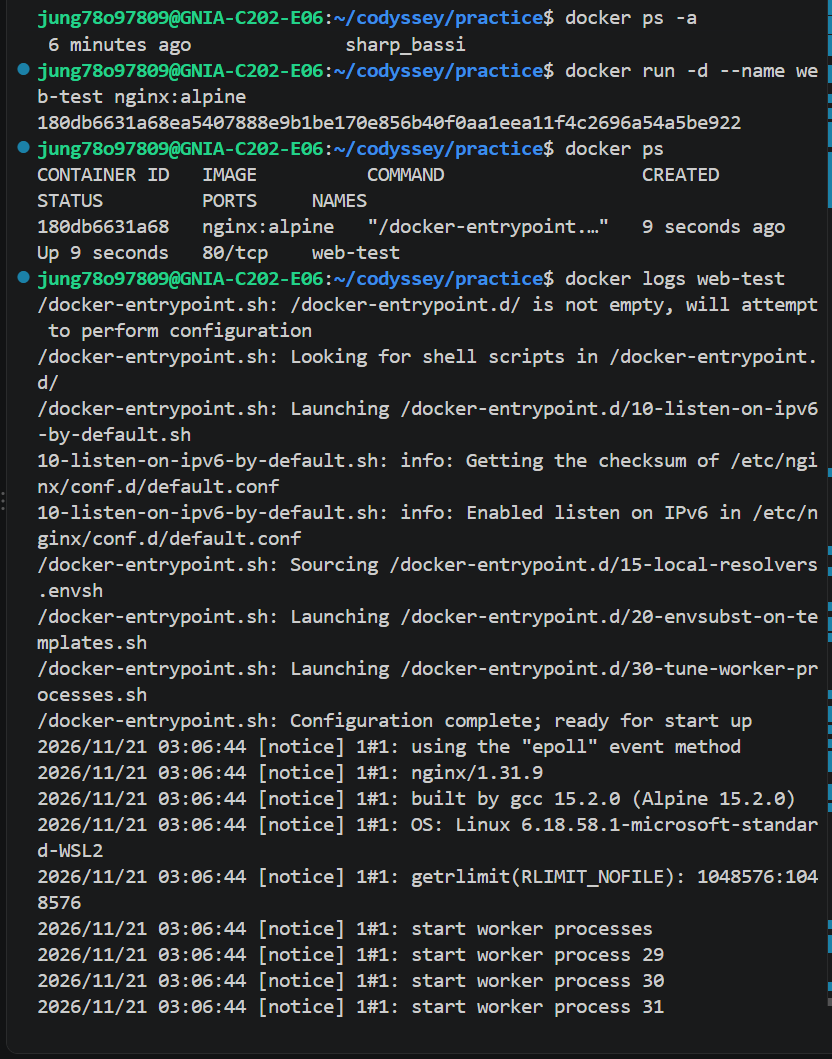 jung78o97809@GNIA-C202-E06:~/codyssey/practice$ docker ps -a
 6 minutes ago              sharp_bassi
jung78o97809@GNIA-C202-E06:~/codyssey/practice$ docker run -d --name we
b-test nginx:alpine
180db6631a68ea5407888e9b1be170e856b40f0aa1eea11f4c2696a54a5be922
jung78o97809@GNIA-C202-E06:~/codyssey/practice$ docker ps
CONTAINER ID   IMAGE          COMMAND                  CREATED
STATUS         PORTS     NAMES
180db6631a68   nginx:alpine   "/docker-entrypoint.…"   9 seconds ago
Up 9 seconds   80/tcp    web-test
jung78o97809@GNIA-C202-E06:~/codyssey/practice$ docker logs web-test
/docker-entrypoint.sh: /docker-entrypoint.d/ is not empty, will attempt
 to perform configuration
/docker-entrypoint.sh: Looking for shell scripts in /docker-entrypoint.
d/
/docker-entrypoint.sh: Launching /docker-entrypoint.d/10-listen-on-ipv6
-by-default.sh
10-listen-on-ipv6-by-default.sh: info: Getting the checksum of /etc/ngi
nx/conf.d/default.conf
10-listen-on-ipv6-by-default.sh: info: Enabled listen on IPv6 in /etc/n
ginx/conf.d/default.conf
/docker-entrypoint.sh: Sourcing /docker-entrypoint.d/15-local-resolvers
.envsh
/docker-entrypoint.sh: Launching /docker-entrypoint.d/20-envsubst-on-te
mplates.sh
/docker-entrypoint.sh: Launching /docker-entrypoint.d/30-tune-worker-pr
ocesses.sh
/docker-entrypoint.sh: Configuration complete; ready for start up
2026/11/21 03:06:44 [notice] 1#1: using the "epoll" event method
2026/11/21 03:06:44 [notice] 1#1: nginx/1.31.9
2026/11/21 03:06:44 [notice] 1#1: built by gcc 15.2.0 (Alpine 15.2.0)
2026/11/21 03:06:44 [notice] 1#1: OS: Linux 6.18.58.1-microsoft-standar
d-WSL2
2026/11/21 03:06:44 [notice] 1#1: getrlimit(RLIMIT_NOFILE): 1048576:104
8576
2026/11/21 03:06:44 [notice] 1#1: start worker processes
2026/11/21 03:06:44 [notice] 1#1: start worker process 29
2026/11/21 03:06:44 [notice] 1#1: start worker process 30
2026/11/21 03:06:44 [notice] 1#1: start worker process 31